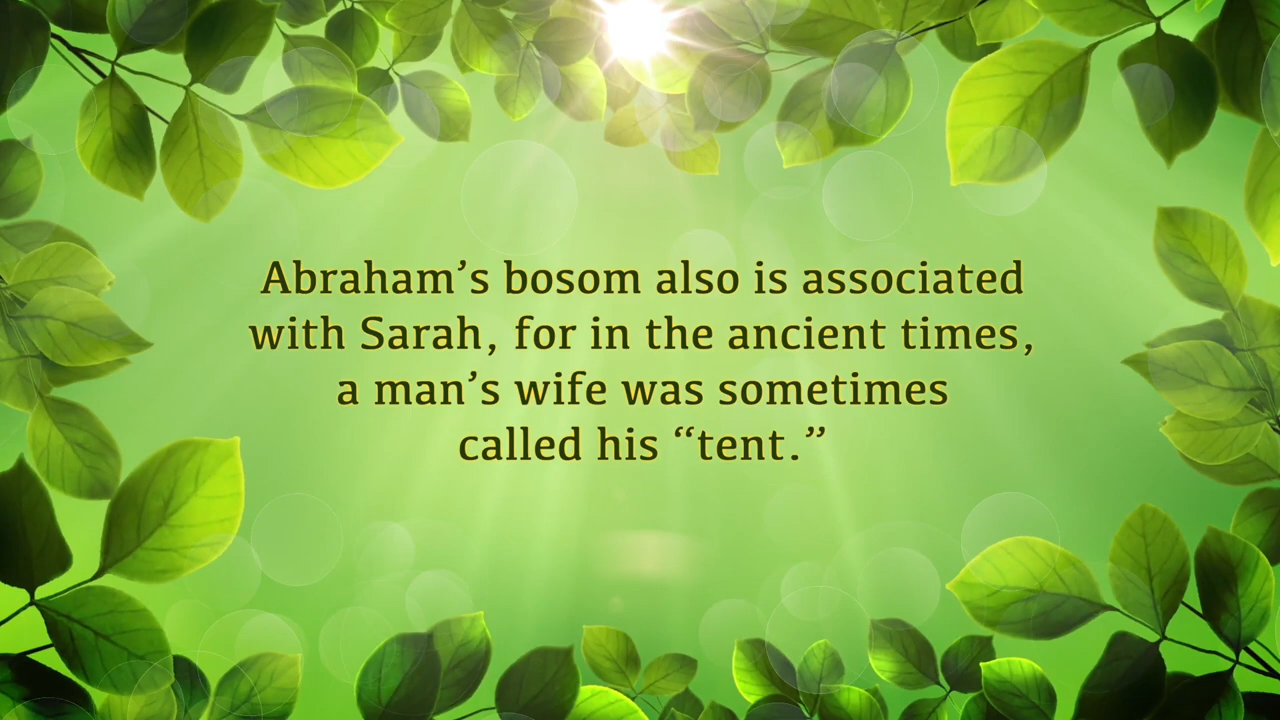 Abraham’s bosom also is associated
with Sarah, for in the ancient times,
a man’s wife was sometimes
called his “tent.”